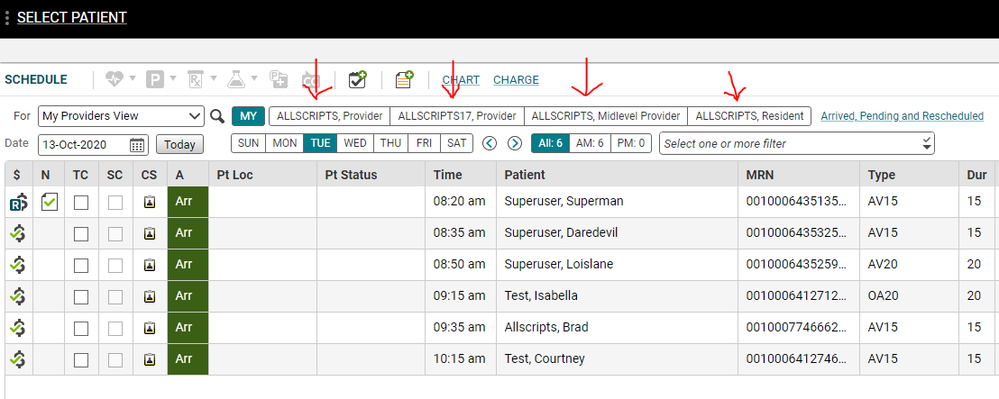 SELECT PATIENT
SCHEDULE P Rx P CC CHART CHARGE
For My Providers View MY ALLSCRIPTS, Provider ALLSCRIPTS17, Provider ALLSCRIPTS, Midlevel Provider ALLSCRIPTS, Resident Arrived, Pending and Rescheduled
Date 13-Oct-2020 Today SUN MON TUE WED THU FRI SAT All: 6 AM: 6 PM: 0 Select one or more filter
$ N TC SC CS A Pt Loc Pt Status Time Patient MRN Type Dur
R$ Arr 08:20 am Superuser, Superman 0010006435135... AV15 15
$ Arr 08:35 am Superuser, Daredevil 0010006435325... AV15 15
$ Arr 08:50 am Superuser, Loislane 0010006435259... AV20 20
$ Arr 09:15 am Test, Isabella 0010006412712... OA20 20
$ Arr 09:35 am Allscripts, Brad 0010007746662... AV15 15
$ Arr 10:15 am Test, Courtney 0010006412746... AV15 15